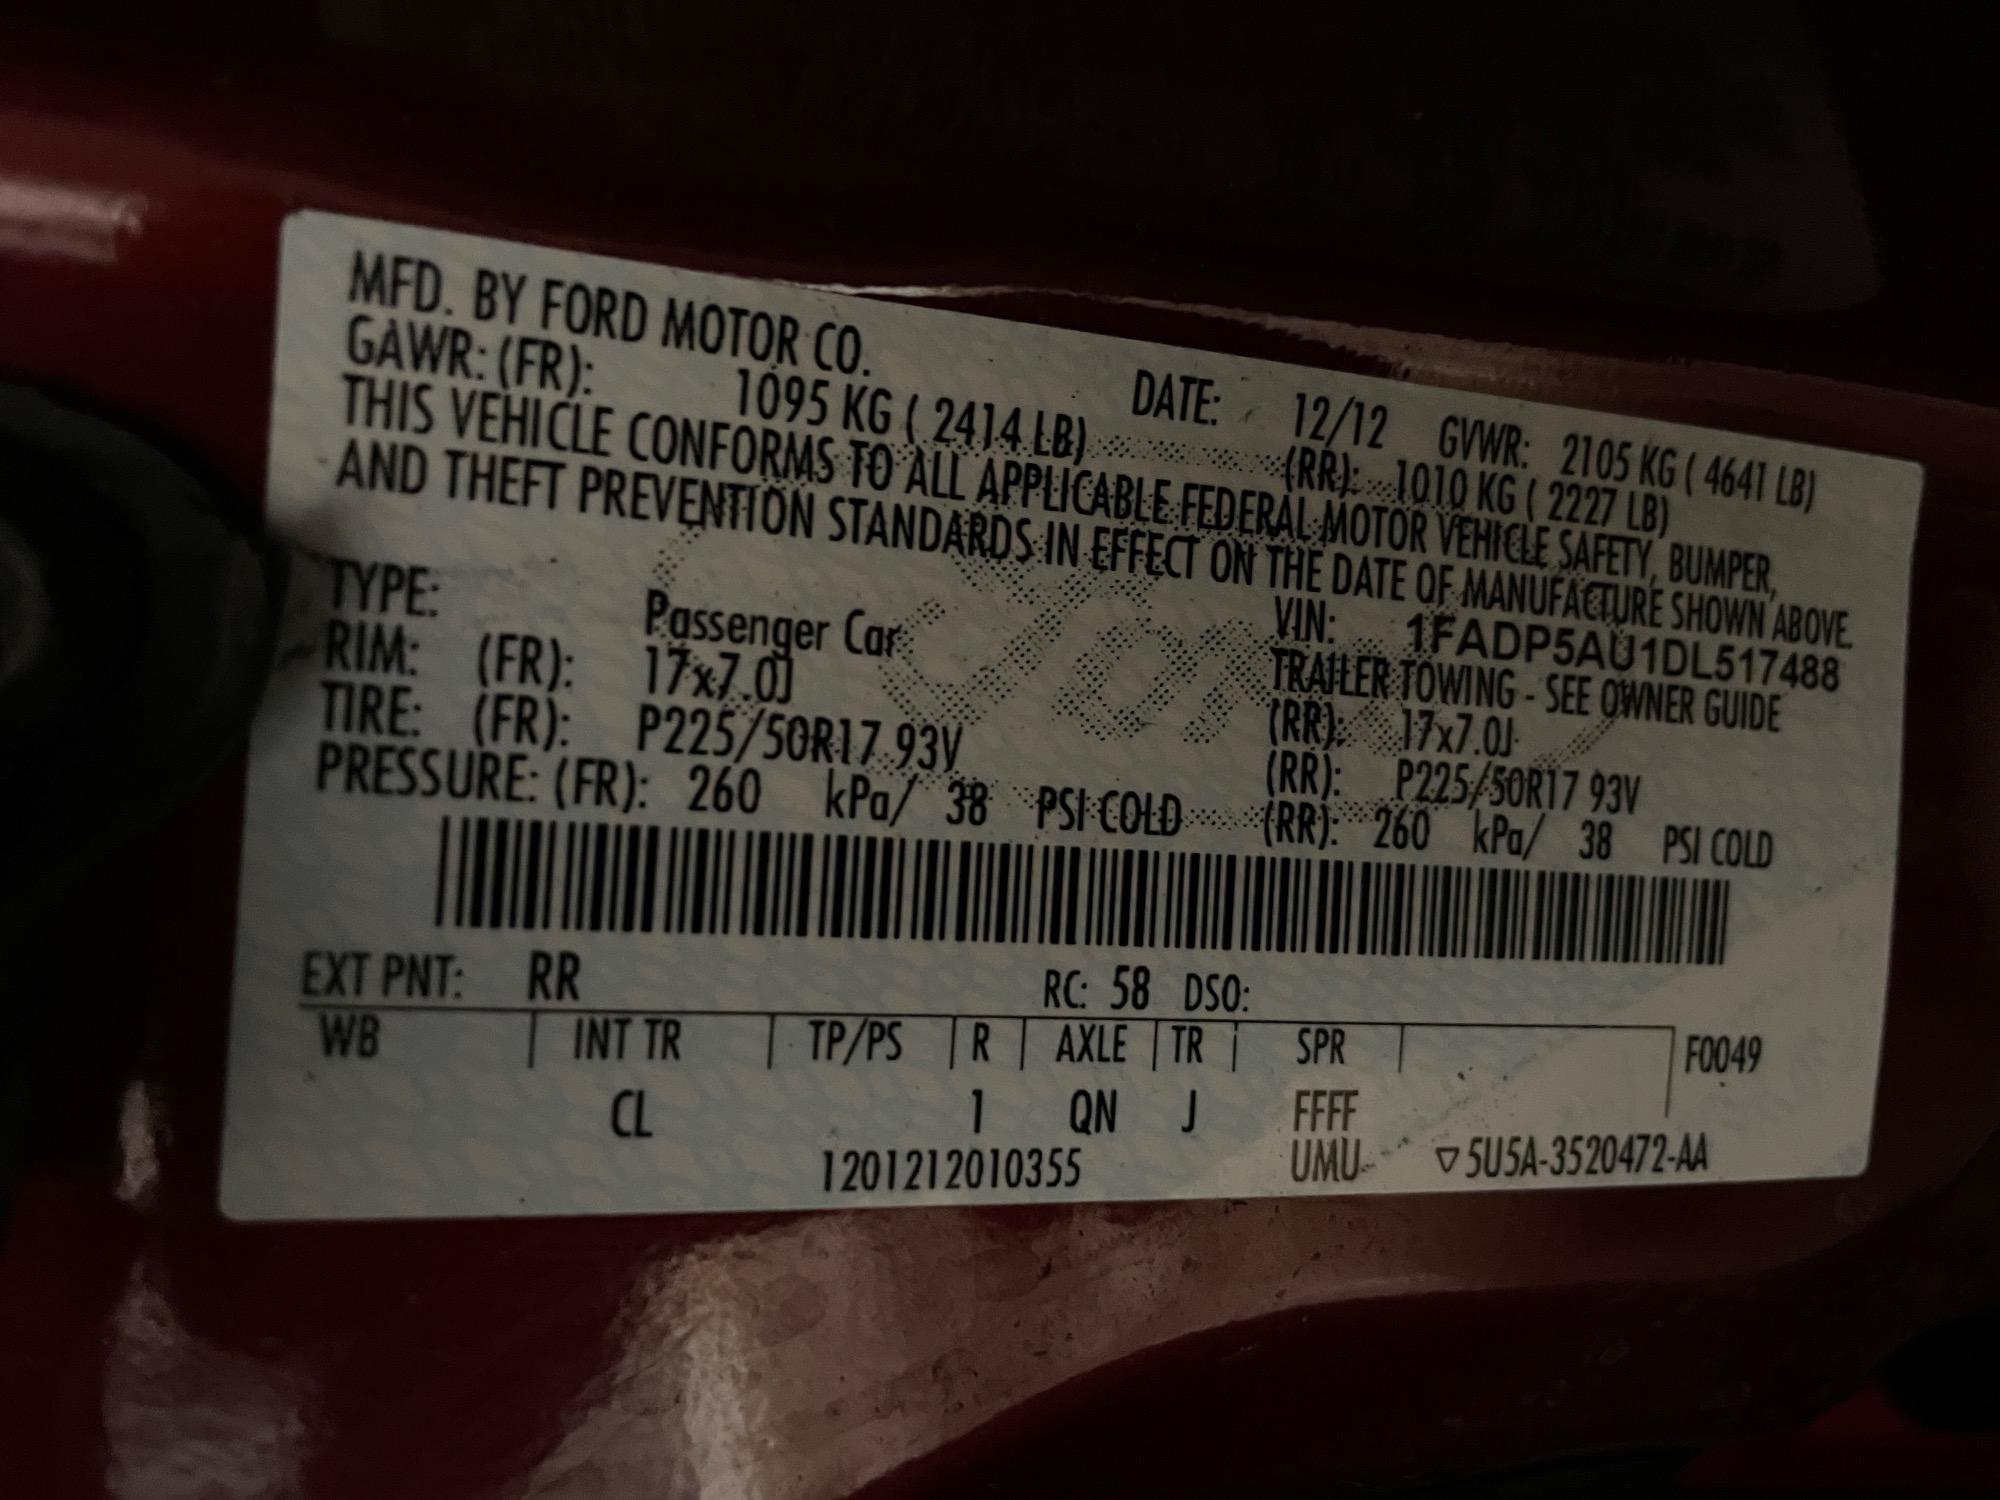 MFD. BY FORD MOTOR CO. DATE: 12/12 GVWR: 2105 KG ( 4641 LB)
GAWR: (FR): 1095 KG ( 2414 LB) (RR): 1010 KG ( 2227 LB)
THIS VEHICLE CONFORMS TO ALL APPLICABLE FEDERAL MOTOR VEHICLE SAFETY, BUMPER,
AND THEFT PREVENTION STANDARDS IN EFFECT ON THE DATE OF MANUFACTURE SHOWN ABOVE.
VIN: 1FADP5AU1DL517488
TYPE: Passenger Car TRAILER TOWING - SEE OWNER GUIDE
RIM: (FR): 17x7.0J (RR): 17x7.0J
TIRE: (FR): P225/50R17 93V (RR): P225/50R17 93V
PRESSURE: (FR): 260 kPa/ 38 PSI COLD (RR): 260 kPa/ 38 PSI COLD
Ford
EXT PNT: RR RC: 58 DSO:
WB INT TR TP/PS R AXLE TR SPR F0049
CL 1 QN J FFFF
1201212010355 UMU ▽5U5A-3520472-AA